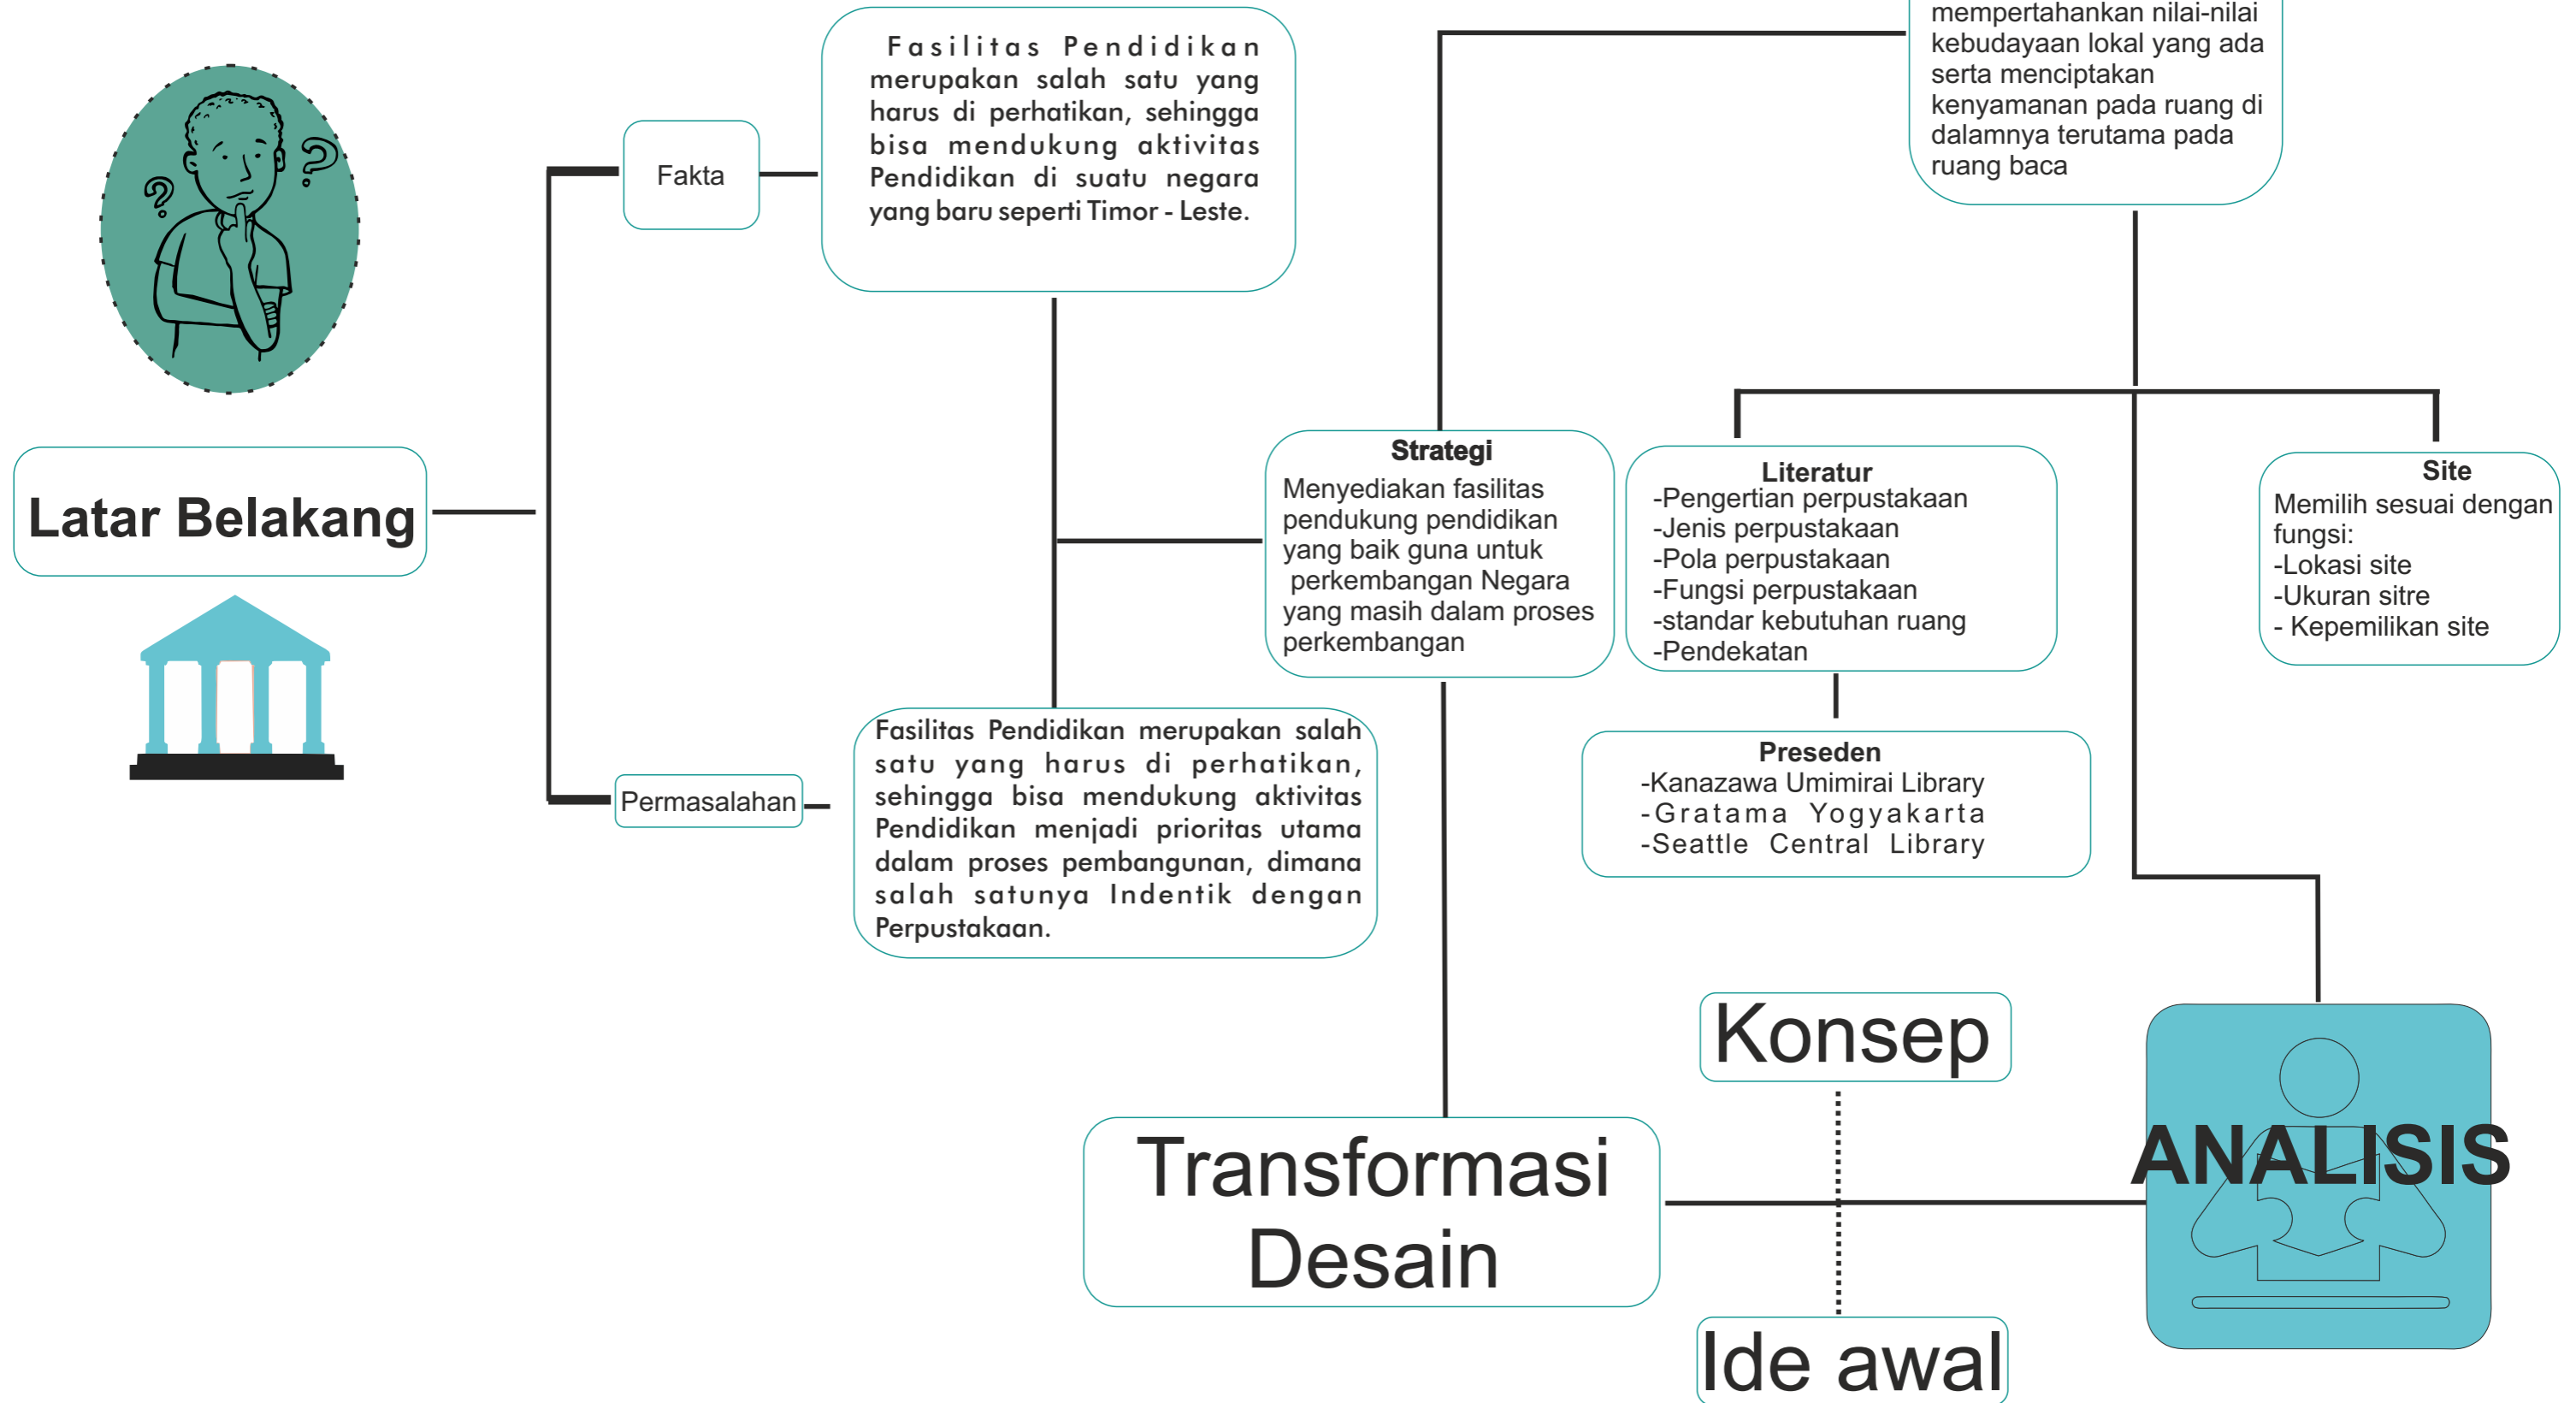 Latar Belakang
Fakta
Fasilitas Pendidikan
merupakan salah satu yang
harus di perhatikan, sehingga
bisa mendukung aktivitas
Pendidikan di suatu negara
yang baru seperti Timor - Leste.
Permasalahan
Fasilitas Pendidikan merupakan salah
satu yang harus di perhatikan,
sehingga bisa mendukung aktivitas
Pendidikan menjadi prioritas utama
dalam proses pembangunan, dimana
salah satunya Indentik dengan
Perpustakaan.
Strategi
Menyediakan fasilitas
pendukung pendidikan
yang baik guna untuk
perkembangan Negara
yang masih dalam proses
perkembangan
mempertahankan nilai-nilai
kebudayaan lokal yang ada
serta menciptakan
kenyamanan pada ruang di
dalamnya terutama pada
ruang baca
Literatur
-Pengertian perpustakaan
-Jenis perpustakaan
-Pola perpustakaan
-Fungsi perpustakaan
-standar kebutuhan ruang
-Pendekatan
Preseden
-Kanazawa Umimirai Library
-Gratama Yogyakarta
-Seattle Central Library
Site
Memilih sesuai dengan
fungsi:
-Lokasi site
-Ukuran sitre
- Kepemilikan site
ANALISIS
Konsep
Transformasi
Desain
Ide awal